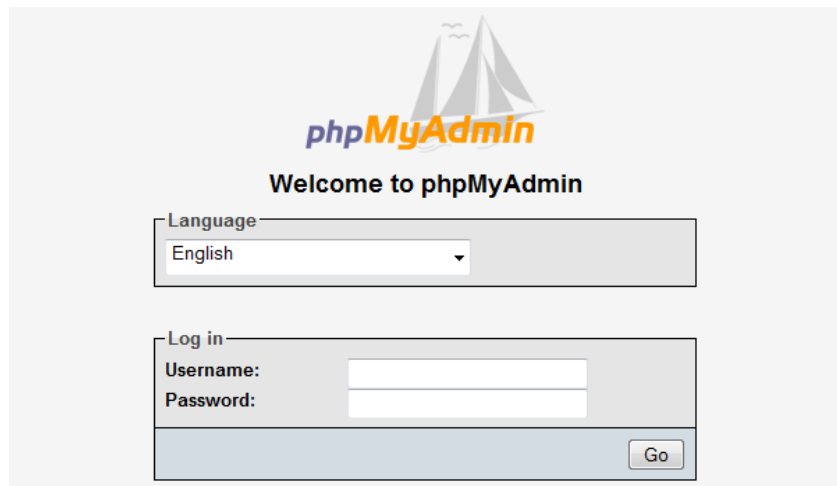 phpMyAdmin
Welcome to phpMyAdmin
Language
English
Log in
Username:
Password:
Go